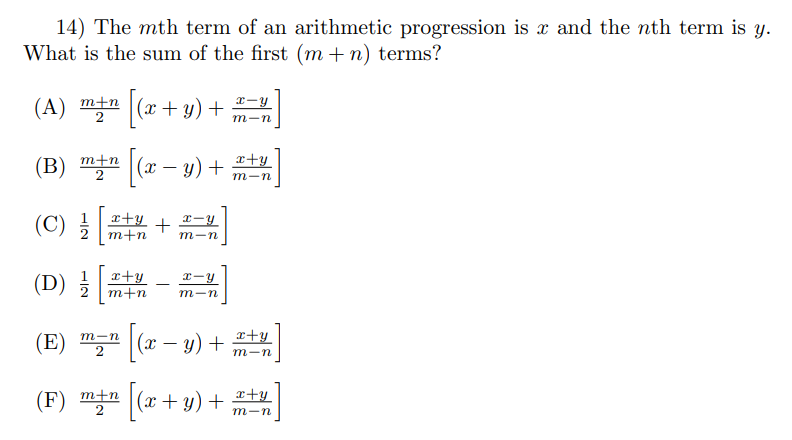 14) The mth term of an arithmetic progression is x and the nth term is y.
What is the sum of the first (m + n) terms?
(A) $\frac{m+n}{2}\left[(x+y)+\frac{x-y}{m-n}\right]$
(B) $\frac{m+n}{2}\left[(x-y)+\frac{x+y}{m-n}\right]$
(C) $\frac{1}{2}\left[\frac{x+y}{m+n}+\frac{x-y}{m-n}\right]$
(D) $\frac{1}{2}\left[\frac{x+y}{m+n}-\frac{x-y}{m-n}\right]$
(E) $\frac{m-n}{2}\left[(x-y)+\frac{x+y}{m-n}\right]$
(F) $\frac{m+n}{2}\left[(x+y)+\frac{x+y}{m-n}\right]$